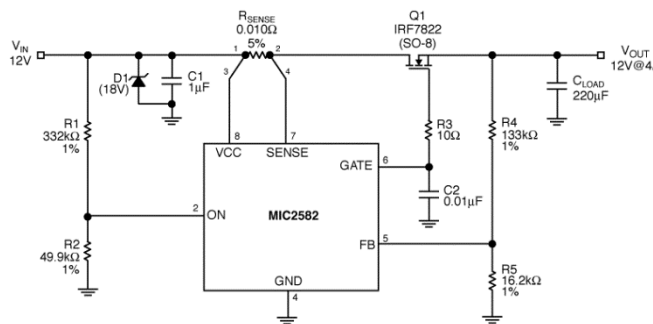 RSENSE
0.010Ω
5%
Q1
IRF7822
(SO-8)
VIN
12V
1
2
3
4
D1
(18V)
C1
1µF
VOUT
12V@4
CLOAD
220µF
R1
332kΩ
1%
R3
10Ω
R4
133kΩ
1%
8
7
VCC
SENSE
GATE
6
C2
0.01µF
2
ON
MIC2582
FB
5
R2
49.9kΩ
1%
GND
4
R5
16.2kΩ
1%